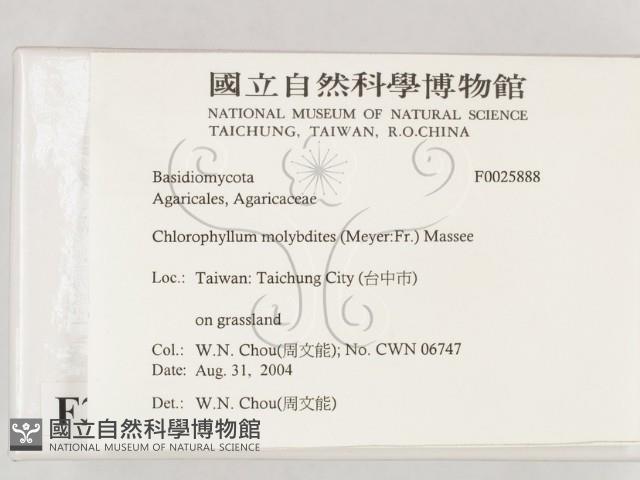 國立自然科學博物館
NATIONAL MUSEUM OF NATURAL SCIENCE
TAICHUNG, TAIWAN, R.O.CHINA
Basidiomycota F0025888
Agaricales, Agaricaceae
Chlorophyllum molybdites (Meyer:Fr.) Massee
Loc.: Taiwan: Taichung City (台中市)
on grassland
Col.: W.N. Chou(周文能); No. CWN 06747
Date: Aug. 31, 2004
Det.: W.N. Chou(周文能)
國立自然科學博物館
NATIONAL MUSEUM OF NATURAL SCIENCE